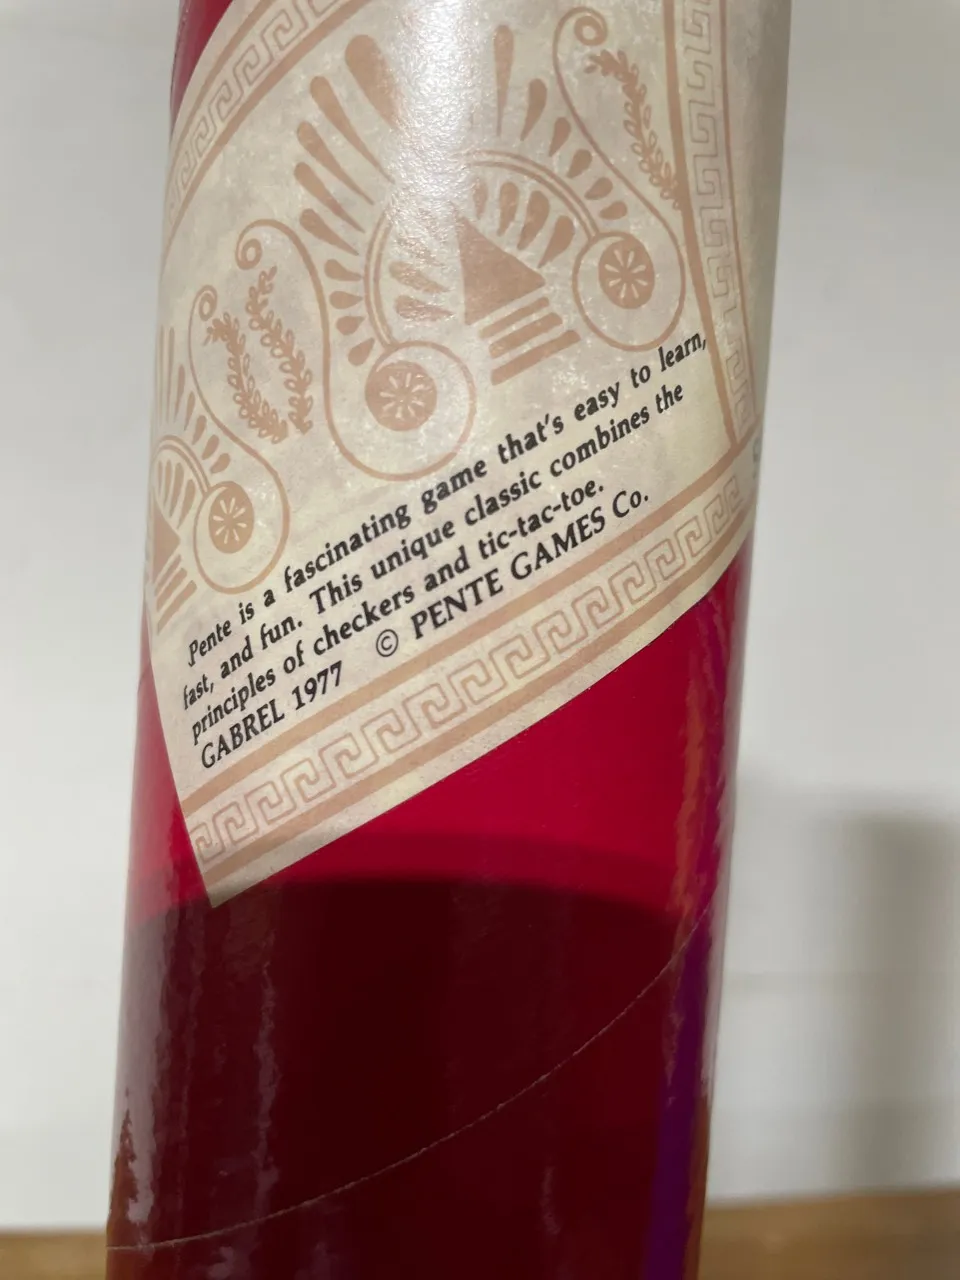 Pente is a fascinating game that's easy to learn,
fast, and fun. This unique classic combines the
principles of checkers and tic-tac-toe.
GABREL 1977 © PENTE GAMES Co.